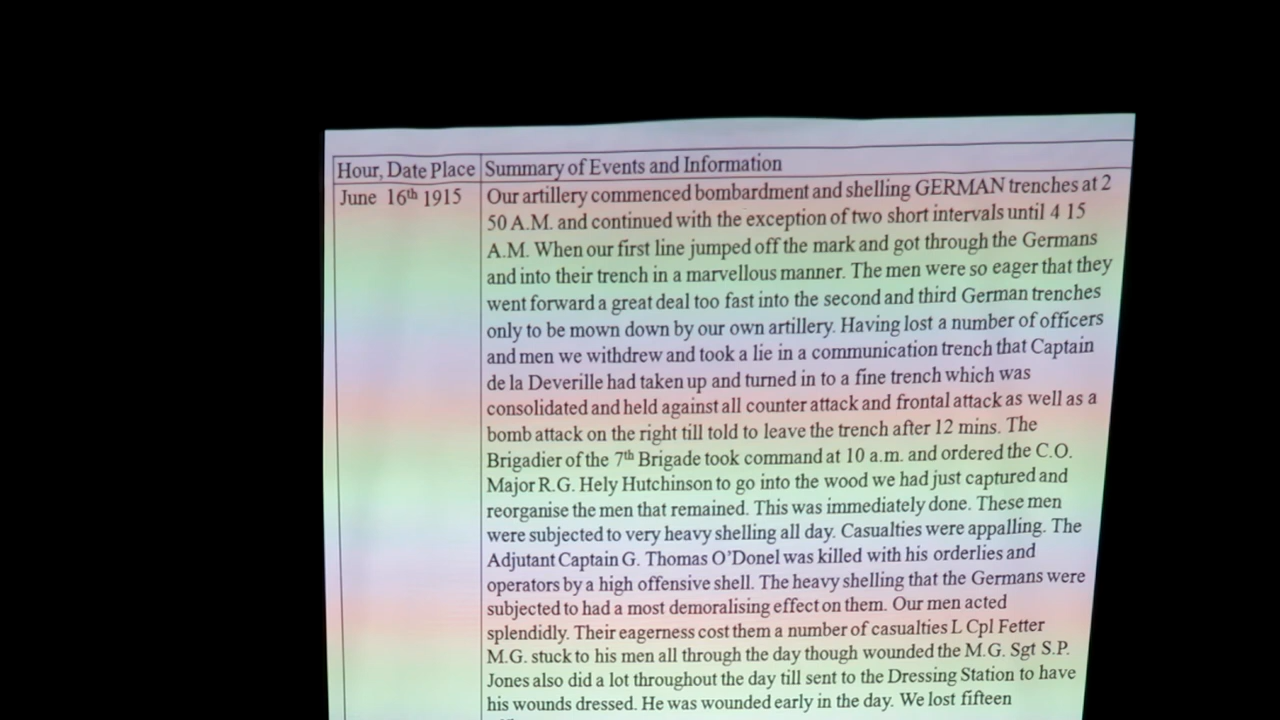 Hour, Date Place Summary of Events and Information
June 16th 1915 Our artillery commenced bombardment and shelling GERMAN trenches at 2
50 A.M. and continued with the exception of two short intervals until 4 15
A.M. When our first line jumped off the mark and got through the Germans
and into their trench in a marvellous manner. The men were so eager that they
went forward a great deal too fast into the second and third German trenches
only to be mown down by our own artillery. Having lost a number of officers
and men we withdrew and took a lie in a communication trench that Captain
de la Deverille had taken up and turned in to a fine trench which was
consolidated and held against all counter attack and frontal attack as well as a
bomb attack on the right till told to leave the trench after 12 mins. The
Brigadier of the 7th Brigade took command at 10 a.m. and ordered the C.O.
Major R.G. Hely Hutchinson to go into the wood we had just captured and
reorganise the men that remained. This was immediately done. These men
were subjected to very heavy shelling all day. Casualties were appalling. The
Adjutant Captain G. Thomas O'Donel was killed with his orderlies and
operators by a high offensive shell. The heavy shelling that the Germans were
subjected to had a most demoralising effect on them. Our men acted
splendidly. Their eagerness cost them a number of casualties L Cpl Fetter
M.G. stuck to his men all through the day though wounded the M.G. Sgt S.P.
Jones also did a lot throughout the day till sent to the Dressing Station to have
his wounds dressed. He was wounded early in the day. We lost fifteen